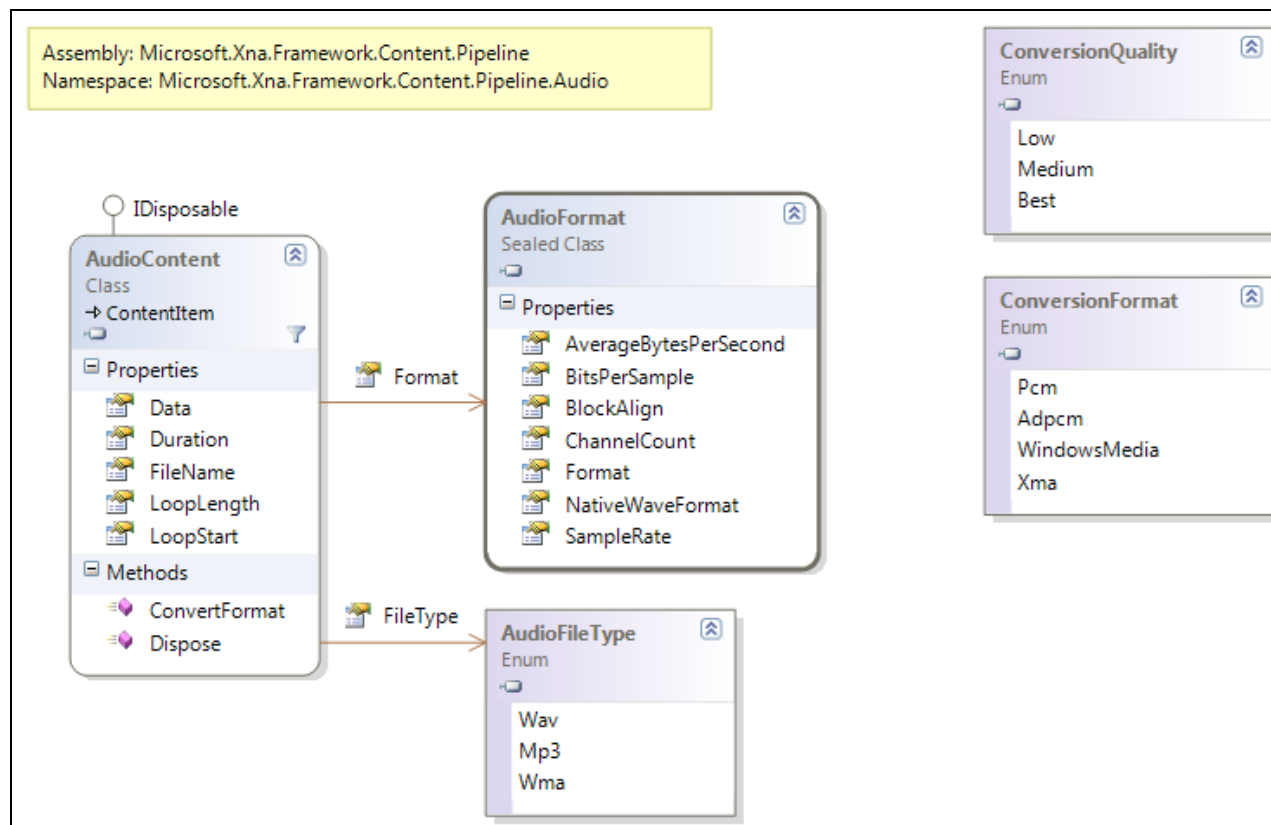 Assembly: Microsoft.Xna.Framework.Content.Pipeline
Namespace: Microsoft.Xna.Framework.Content.Pipeline.Audio
IDisposable
AudioContent
Class
ContentItem
Properties
Data
Duration
FileName
LoopLength
LoopStart
Methods
ConvertFormat
Dispose
Format
FileType
AudioFormat
Sealed Class
Properties
AverageBytesPerSecond
BitsPerSample
BlockAlign
ChannelCount
Format
NativeWaveFormat
SampleRate
AudioFileType
Enum
Wav
Mp3
Wma
ConversionQuality
Enum
Low
Medium
Best
ConversionFormat
Enum
Pcm
Adpcm
WindowsMedia
Xma